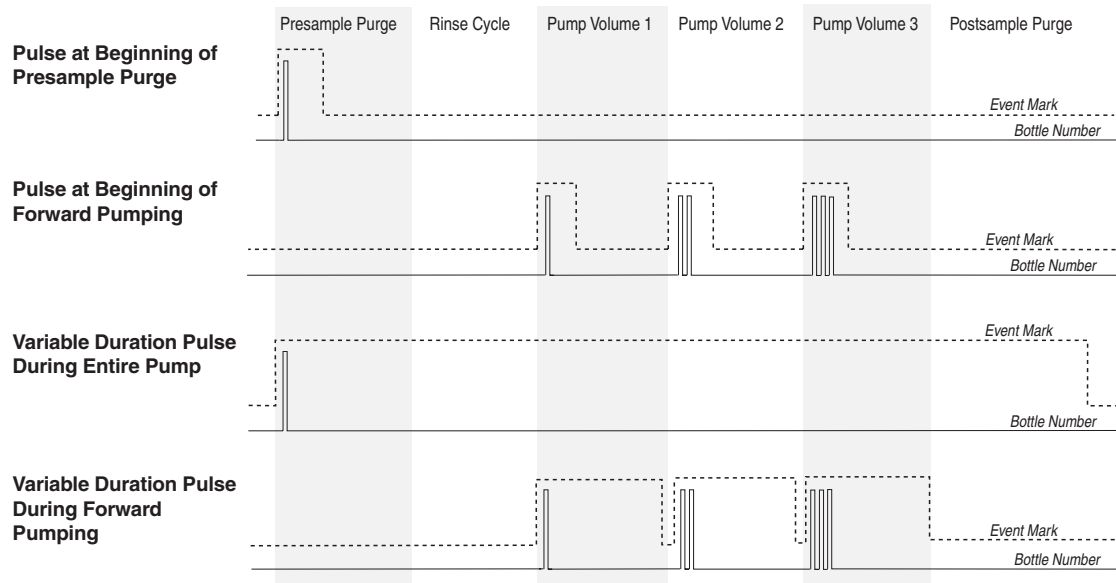 Presample Purge
Rinse Cycle
Pump Volume 1
Pump Volume 2
Pump Volume 3
Postsample Purge
Pulse at Beginning of
Presample Purge
Event Mark
Bottle Number
Pulse at Beginning of
Forward Pumping
Event Mark
Bottle Number
Variable Duration Pulse
During Entire Pump
Event Mark
Bottle Number
Variable Duration Pulse
During Forward
Pumping
Event Mark
Bottle Number